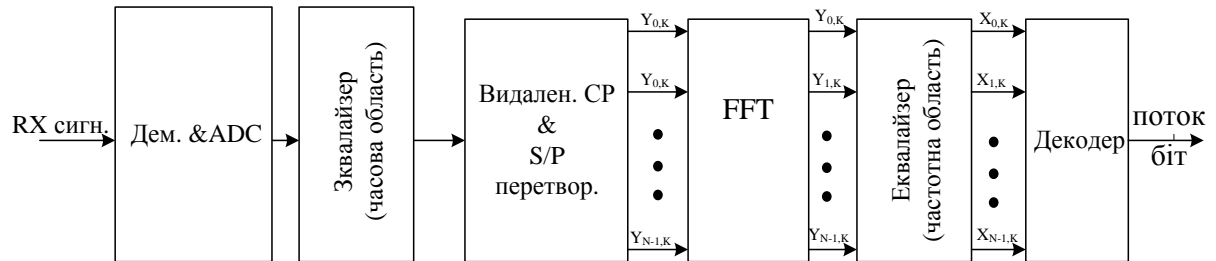 RX сигн.
Дем. &ADC
Зквалайзер
(часова область)
Видален. CP
&
S/P
перетвор.
Y0,K
Y0,K
YN-1,K
FFT
Y0,K
Y1,K
YN-1,K
Еквалайзер
(частотна область)
X0,K
X1,K
XN-1,K
Декодер
поток
біт